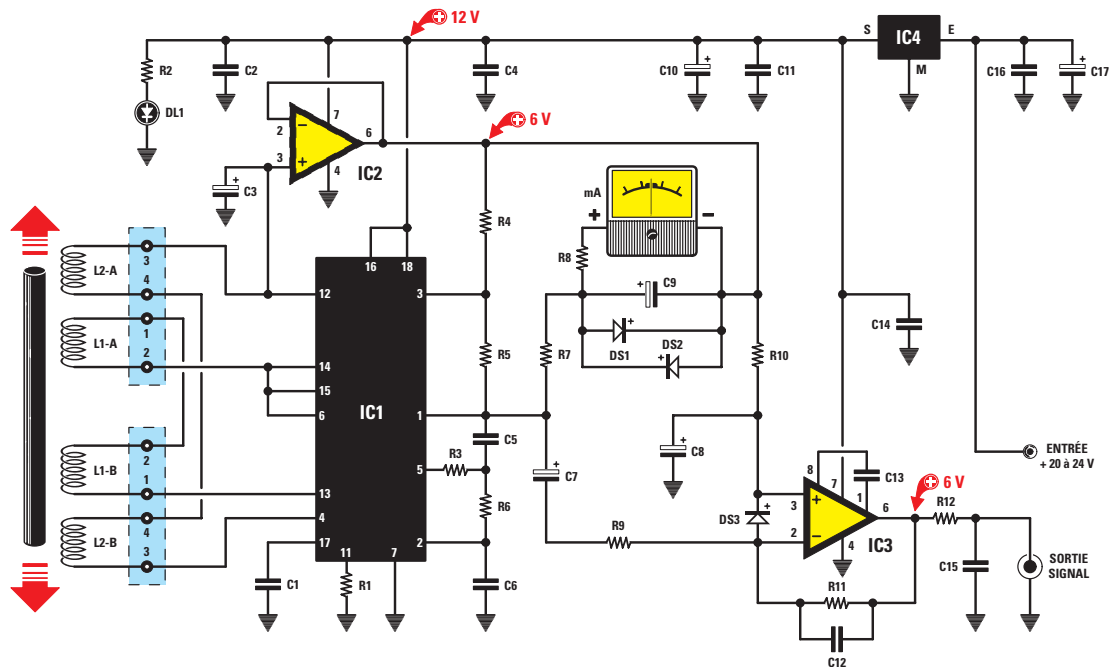 12 V
R2
C2
C4
C10
C11
S
IC4
E
M
C16
C17
DL1
2
7
6
3
4
IC2
6 V
C3
mA
+
−
R4
R8
C9
DS1
DS2
L2-A
3
4
L1-A
1
2
L1-B
2
1
L2-B
4
3
16
18
12
3
14
15
6
IC1
1
5
13
4
17
2
11
7
R5
R7
R10
C14
C5
R3
R6
C7
C8
C1
R1
C6
R9
DS3
8
7
1
C13
3
2
6
4
IC3
6 V
R12
C15
R11
C12
ENTRÉE
+ 20 à 24 V
SORTIE
SIGNAL